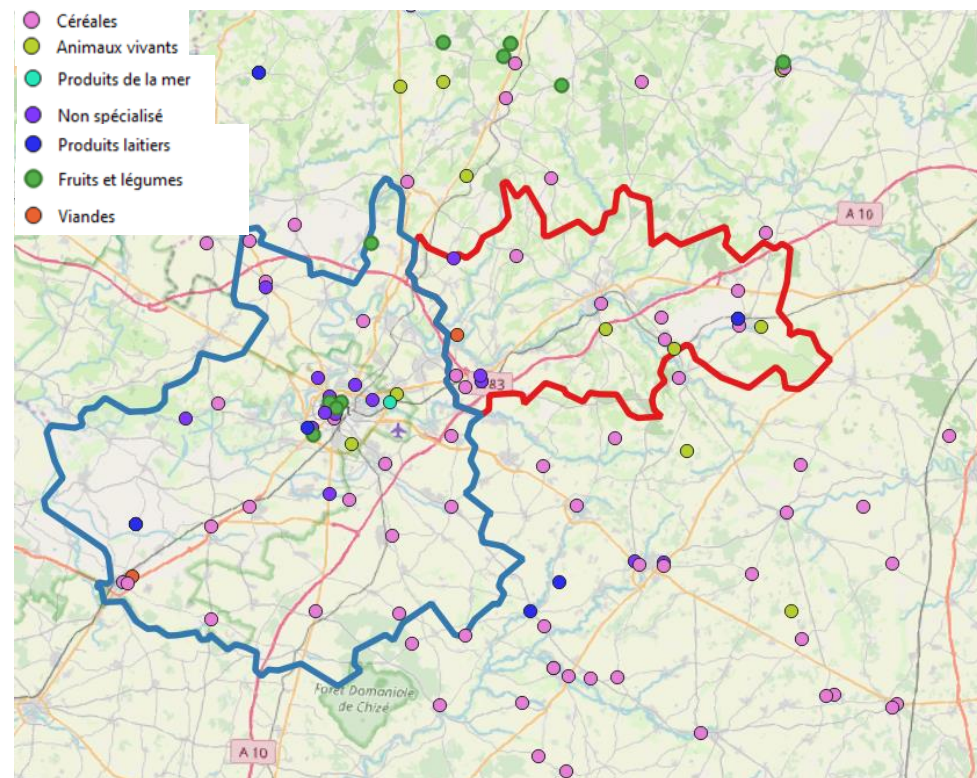 Céréales
Animaux vivants
Produits de la mer
Non spécialisé
Produits laitiers
Fruits et légumes
Viandes
A 10
83
Forêt Domaniale
de Chizé
A 10